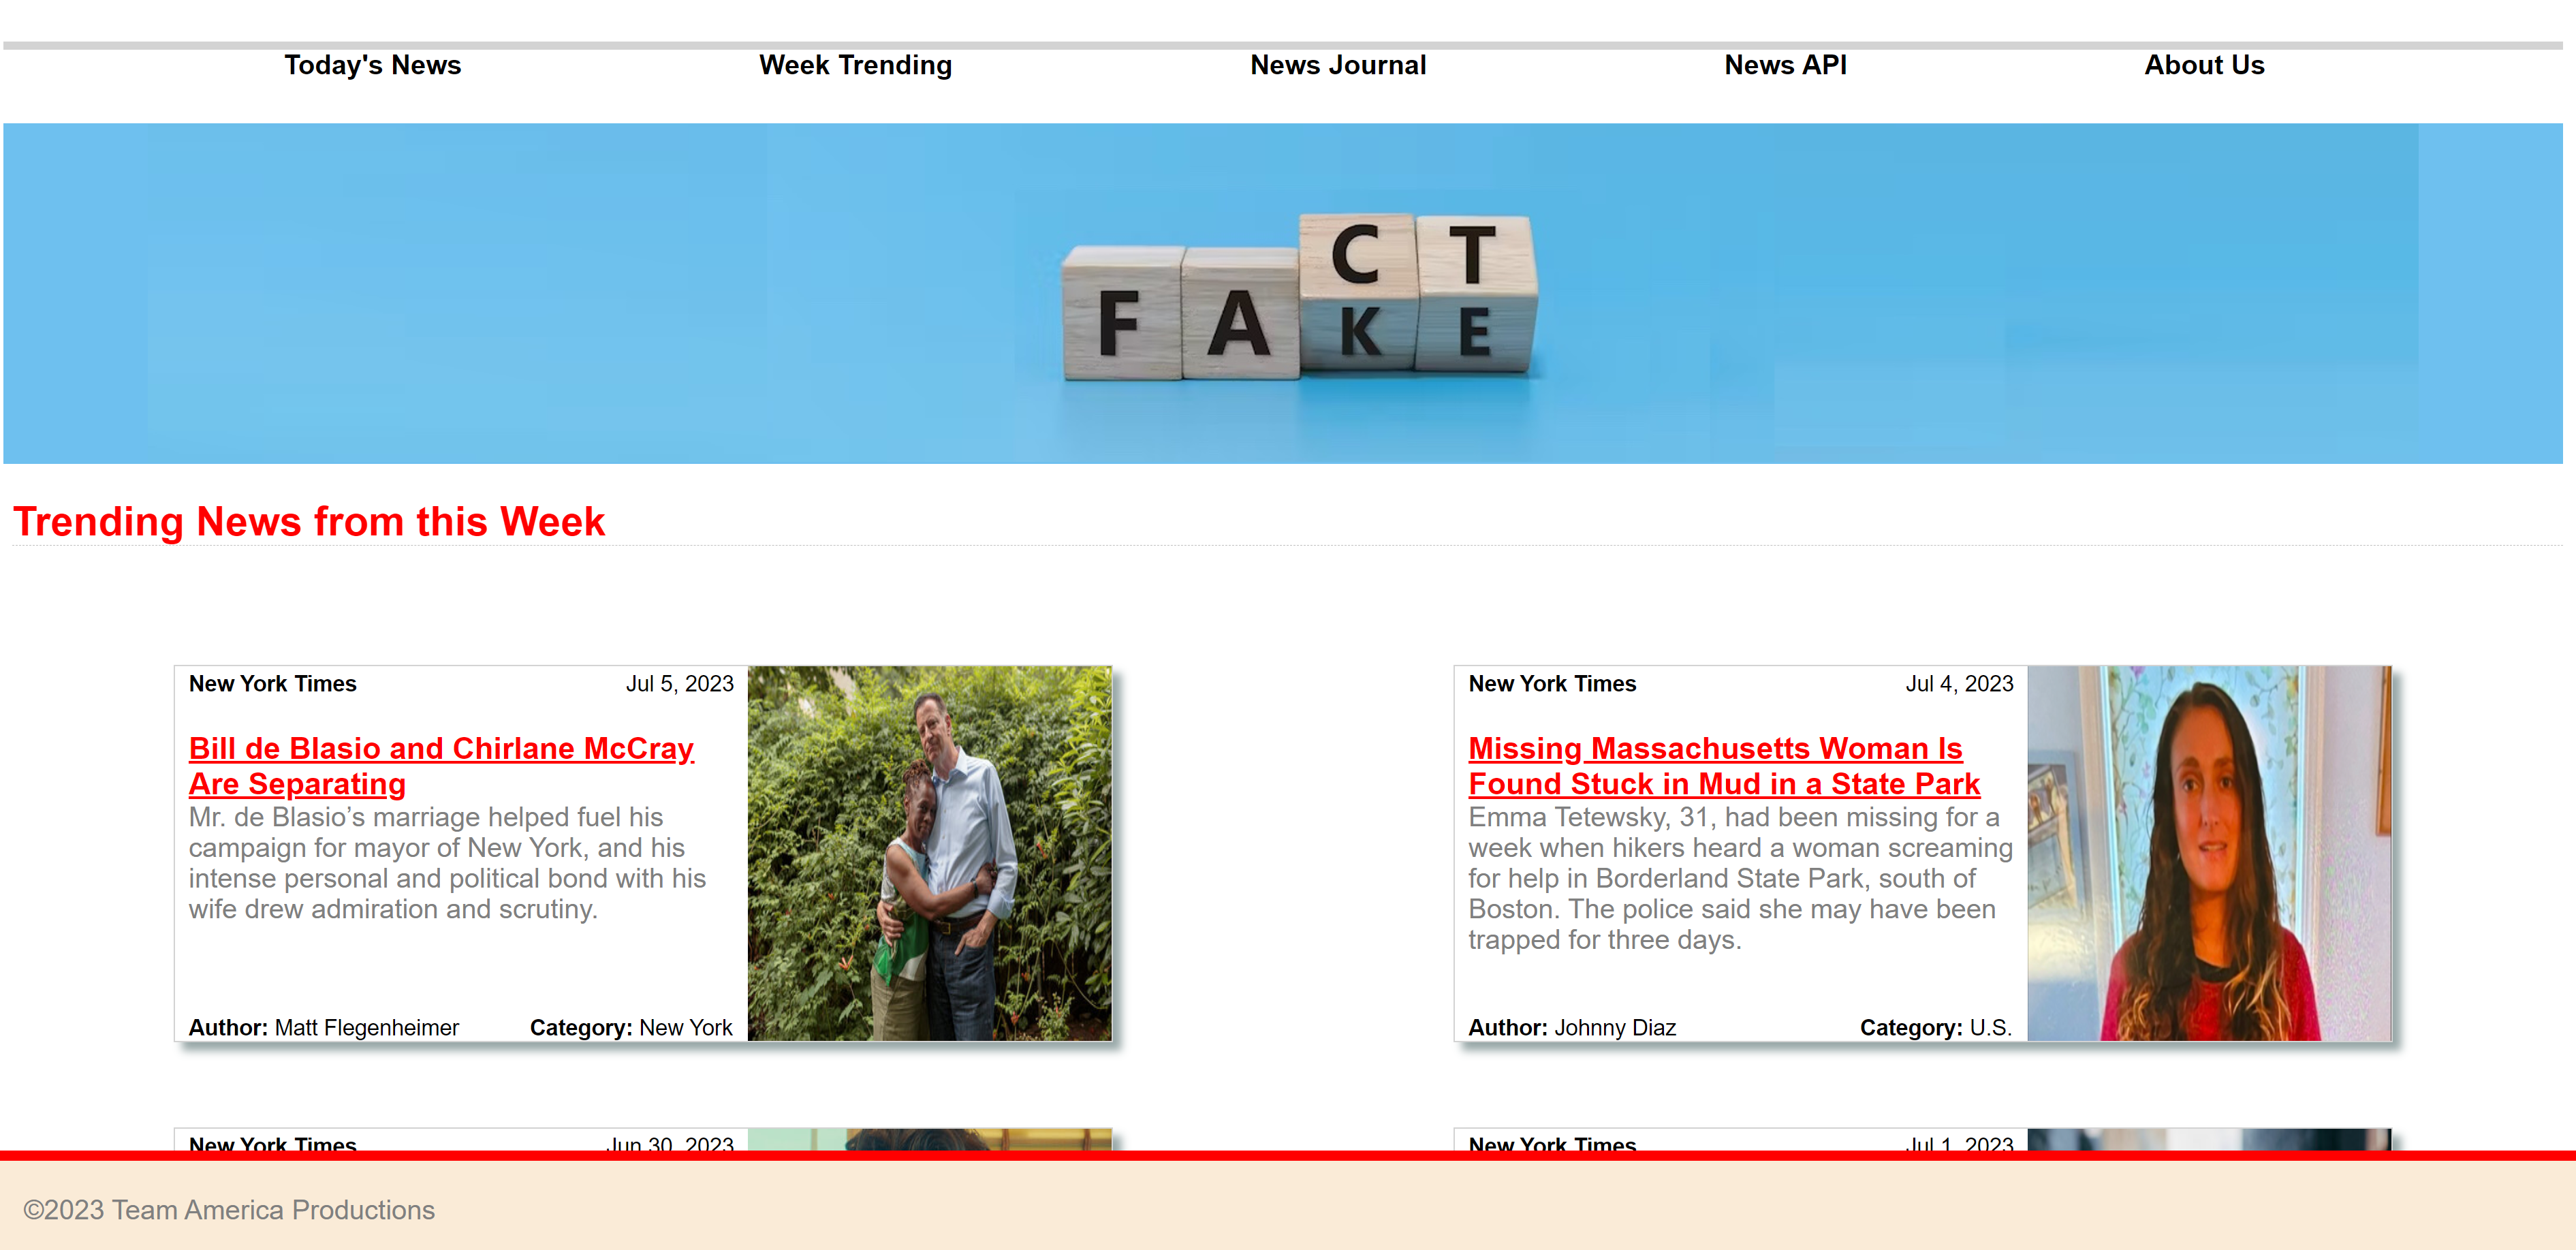 Today's News Week Trending News Journal News API About Us
C T
F A K E
Trending News from this Week
New York Times Jul 5, 2023
Bill de Blasio and Chirlane McCray
Are Separating
Mr. de Blasio’s marriage helped fuel his
campaign for mayor of New York, and his
intense personal and political bond with his
wife drew admiration and scrutiny.
Author: Matt Flegenheimer Category: New York
New York Times Jul 4, 2023
Missing Massachusetts Woman Is
Found Stuck in Mud in a State Park
Emma Tetewsky, 31, had been missing for a
week when hikers heard a woman screaming
for help in Borderland State Park, south of
Boston. The police said she may have been
trapped for three days.
Author: Johnny Diaz Category: U.S.
New York Times Jun 30, 2023
New York Times Jul 1, 2023
©2023 Team America Productions